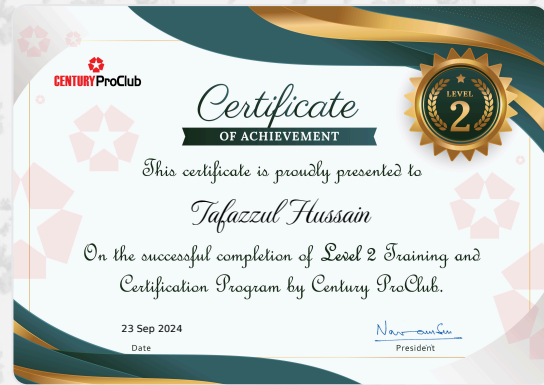 CENTURY ProClub
Certificate
OF ACHIEVEMENT
LEVEL
2
This certificate is proudly presented to
Tafazzul Hussain
On the successful completion of Level 2 Training and
Certification Program by Century ProClub.
23 Sep 2024
Date
President